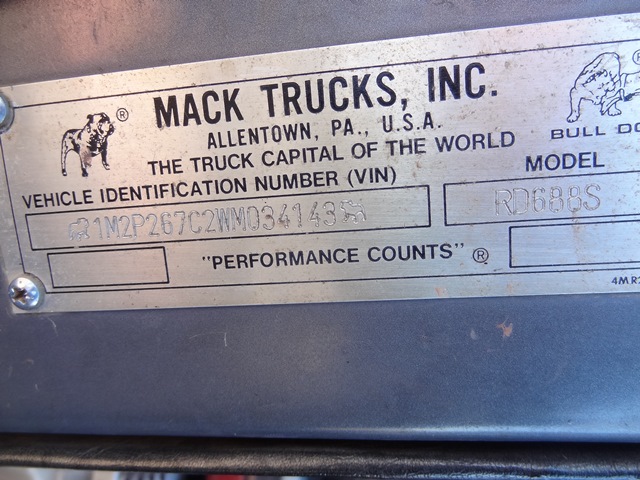 MACK TRUCKS, INC.
ALLENTOWN, PA., U.S.A.
THE TRUCK CAPITAL OF THE WORLD
BULL DO
VEHICLE IDENTIFICATION NUMBER (VIN)
MODEL
1M2P267C2WM034143
RD688S
"PERFORMANCE COUNTS"®
4MR2